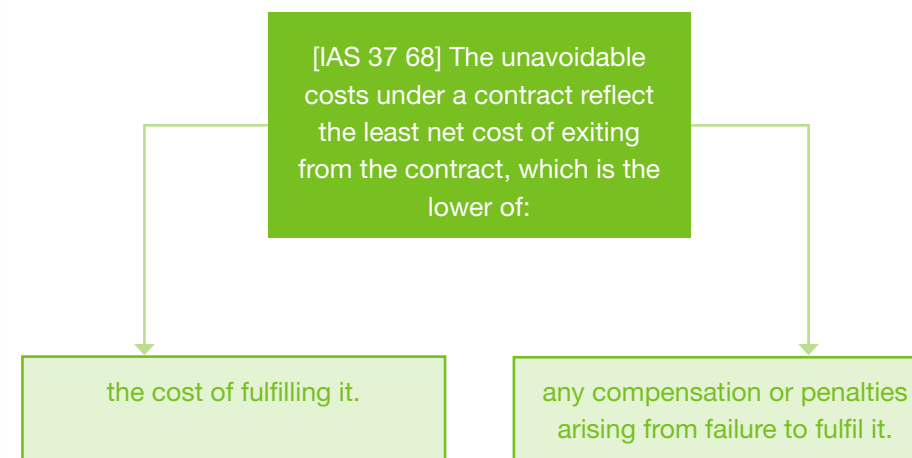 [IAS 37 68] The unavoidable
costs under a contract reflect
the least net cost of exiting
from the contract, which is the
lower of:
the cost of fulfilling it.
any compensation or penalties
arising from failure to fulfil it.